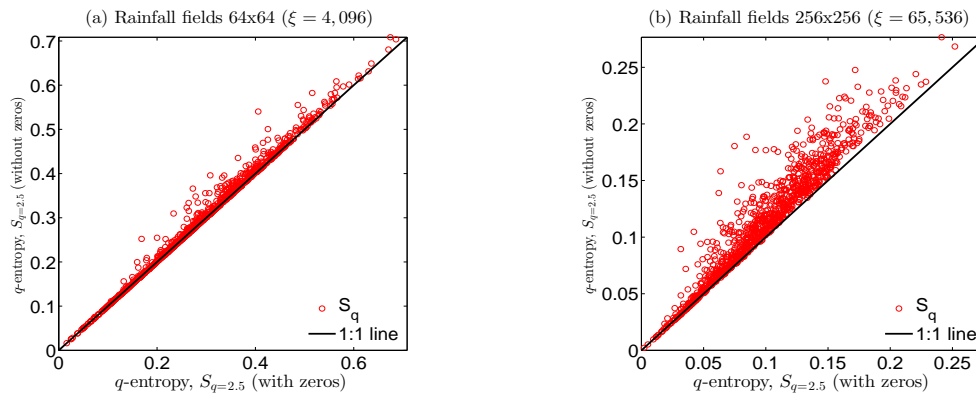 (a) Rainfall fields 64x64 (ξ = 4,096)
0.7
0.6
0.5
0.4
0.3
0.2
0.1
0
0.2
0.4
0.6
q-entropy, S_{q=2.5} (without zeros)
q-entropy, S_{q=2.5} (with zeros)
S_q
1:1 line
(b) Rainfall fields 256x256 (ξ = 65,536)
0.25
0.2
0.15
0.1
0.05
0
0
0.05
0.1
0.15
0.2
0.25
q-entropy, S_{q=2.5} (without zeros)
q-entropy, S_{q=2.5} (with zeros)
S_q
1:1 line